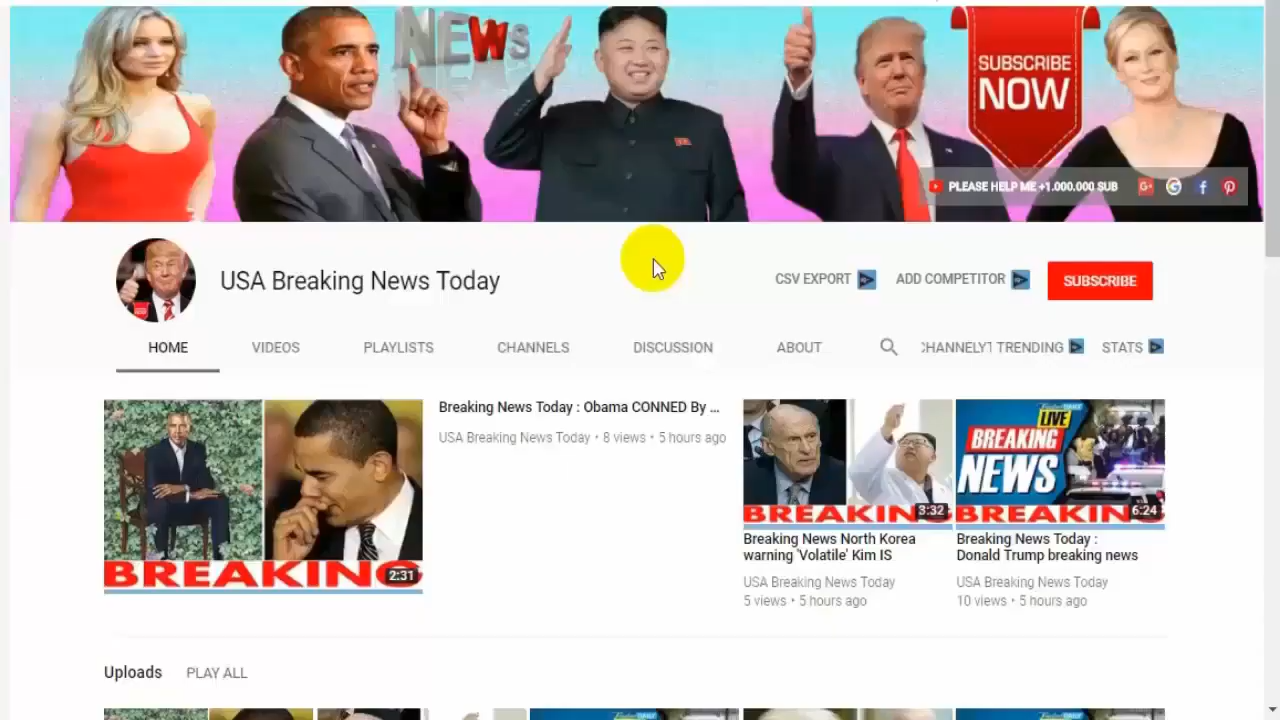 NEWS
SUBSCRIBE
NOW
PLEASE HELP ME +1.000.000 SUB
USA Breaking News Today
CSV EXPORT
ADD COMPETITOR
SUBSCRIBE
HOME
VIDEOS
PLAYLISTS
CHANNELS
DISCUSSION
ABOUT
CHANNELYT TRENDING
STATS
BREAKING
2:31
Breaking News Today : Obama CONNED By ...
USA Breaking News Today • 8 views • 5 hours ago
BREAKIN
3:32
Breaking News North Korea
warning 'Volatile' Kim IS
USA Breaking News Today
5 views • 5 hours ago
LIVE
BREAKING
NEWS
BREAKIN
6:24
Breaking News Today :
Donald Trump breaking news
USA Breaking News Today
10 views • 5 hours ago
Uploads
PLAY ALL